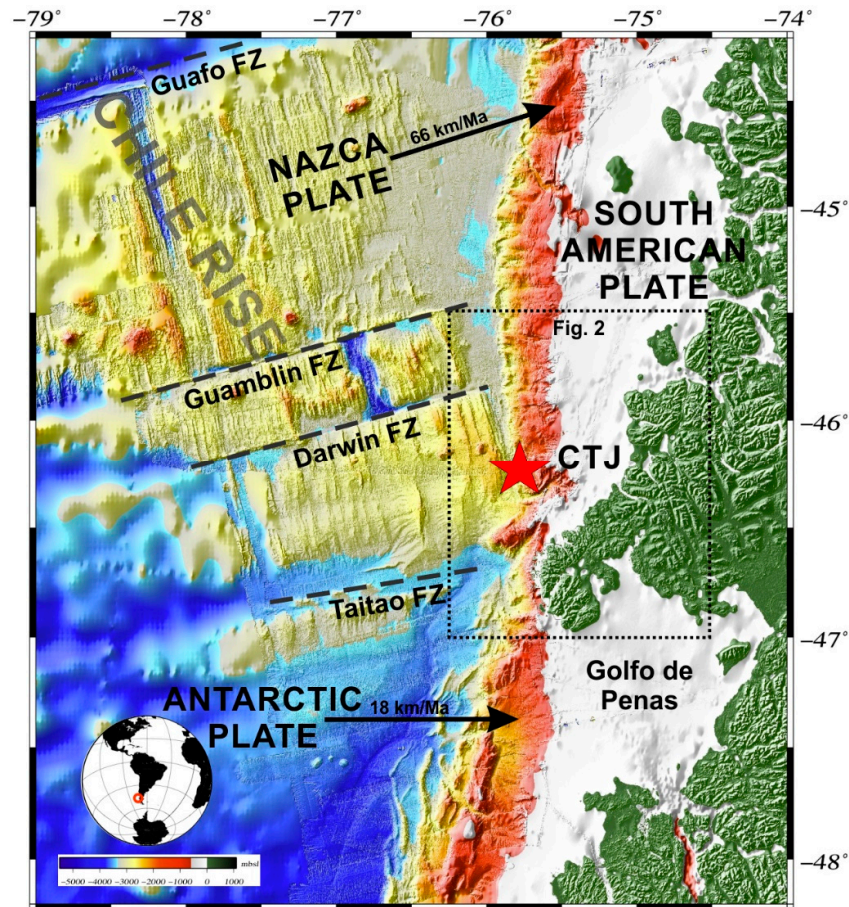 −79° −78° −77° −76° −75° −74°
Guafo FZ
CHILE RISE
66 km/Ma
NAZCA
PLATE
−45°
SOUTH
AMERICAN
PLATE
Fig. 2
Guamblin FZ
−46°
Darwin FZ
CTJ
Taitao FZ
−47°
Golfo de
Penas
ANTARCTIC
PLATE
18 km/Ma
−48°
mbsl
−5000 −4000 −3000 −2000 −1000 0 1000